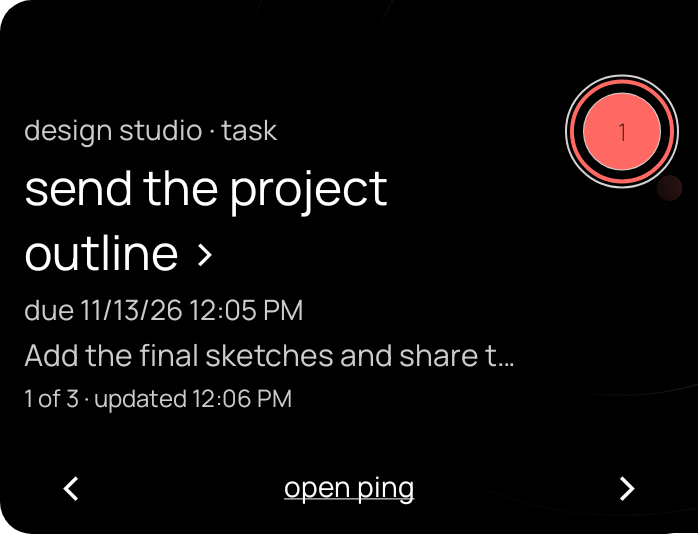 design studio · task
1
send the project
outline >
due 11/13/26 12:05 PM
Add the final sketches and share t...
1 of 3 · updated 12:06 PM
< open ping >